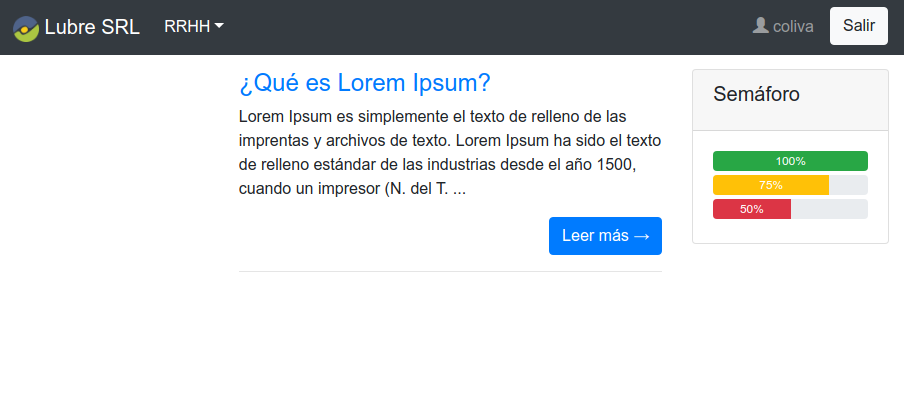 Lubre SRL
RRHH
coliva
Salir
¿Qué es Lorem Ipsum?
Lorem Ipsum es simplemente el texto de relleno de las
imprentas y archivos de texto. Lorem Ipsum ha sido el texto
de relleno estándar de las industrias desde el año 1500,
cuando un impresor (N. del T. ...
Leer más →
Semáforo
100%
75%
50%